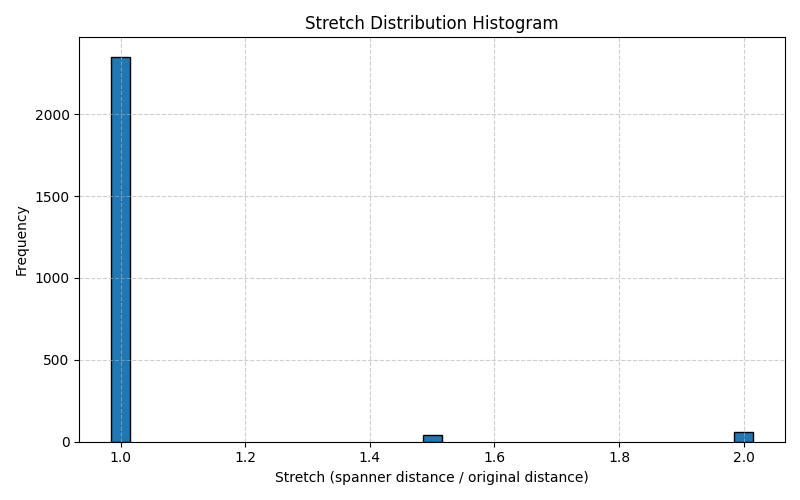 Stretch Distribution Histogram
Frequency
2000
1500
1000
500
0
1.0 1.2 1.4 1.6 1.8 2.0
Stretch (spanner distance / original distance)